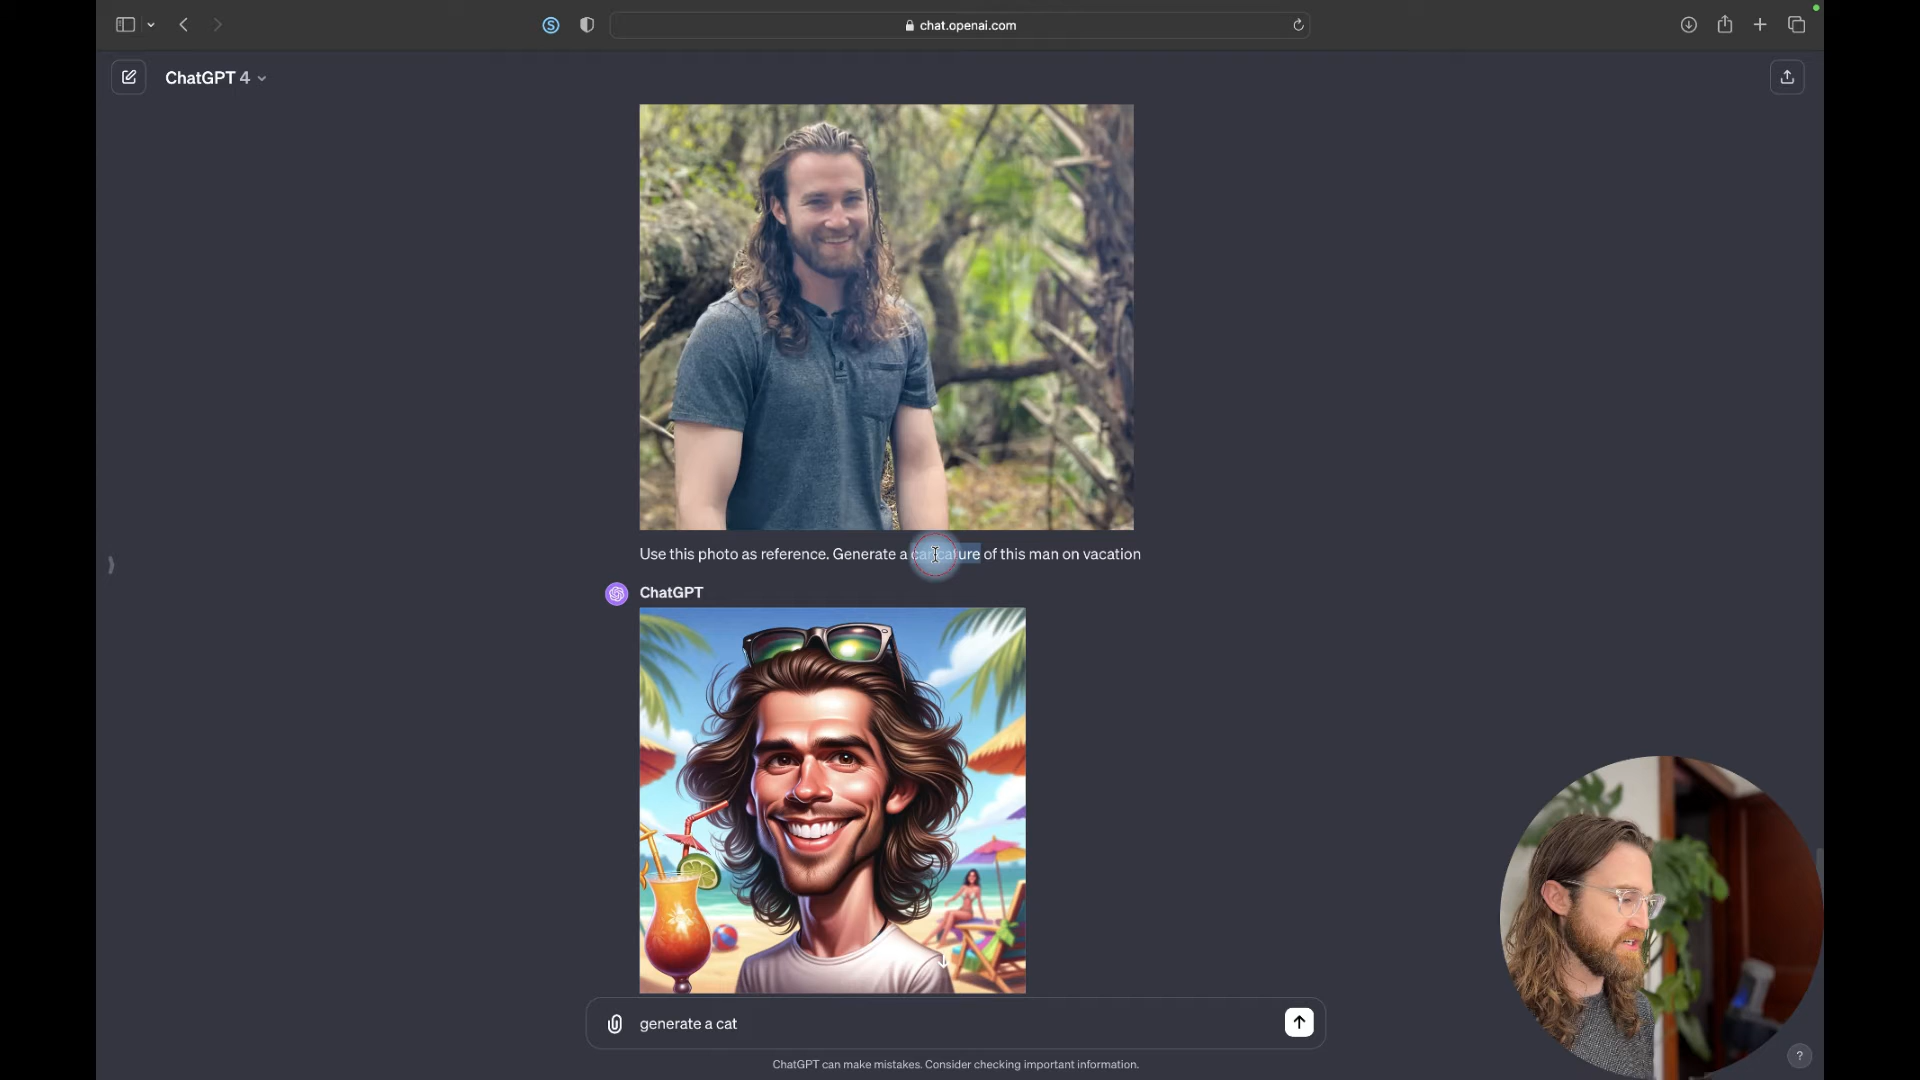 chat.openai.com
ChatGPT 4
Use this photo as reference. Generate a caricature of this man on vacation
ChatGPT
generate a cat
ChatGPT can make mistakes. Consider checking important information.
?